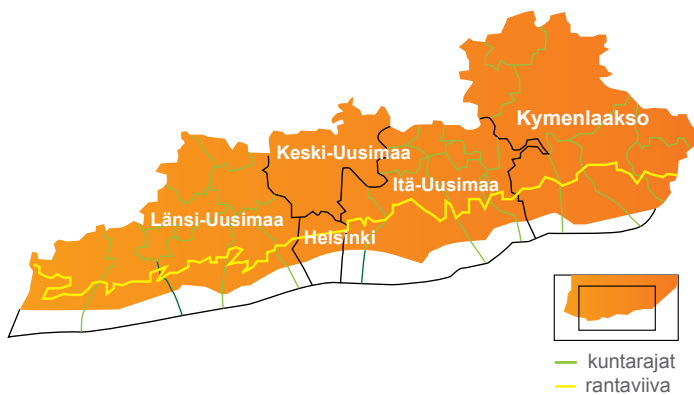 Kymenlaakso
Keski-Uusimaa
Itä-Uusimaa
Länsi-Uusimaa
Helsinki
kuntarajat
rantaviiva